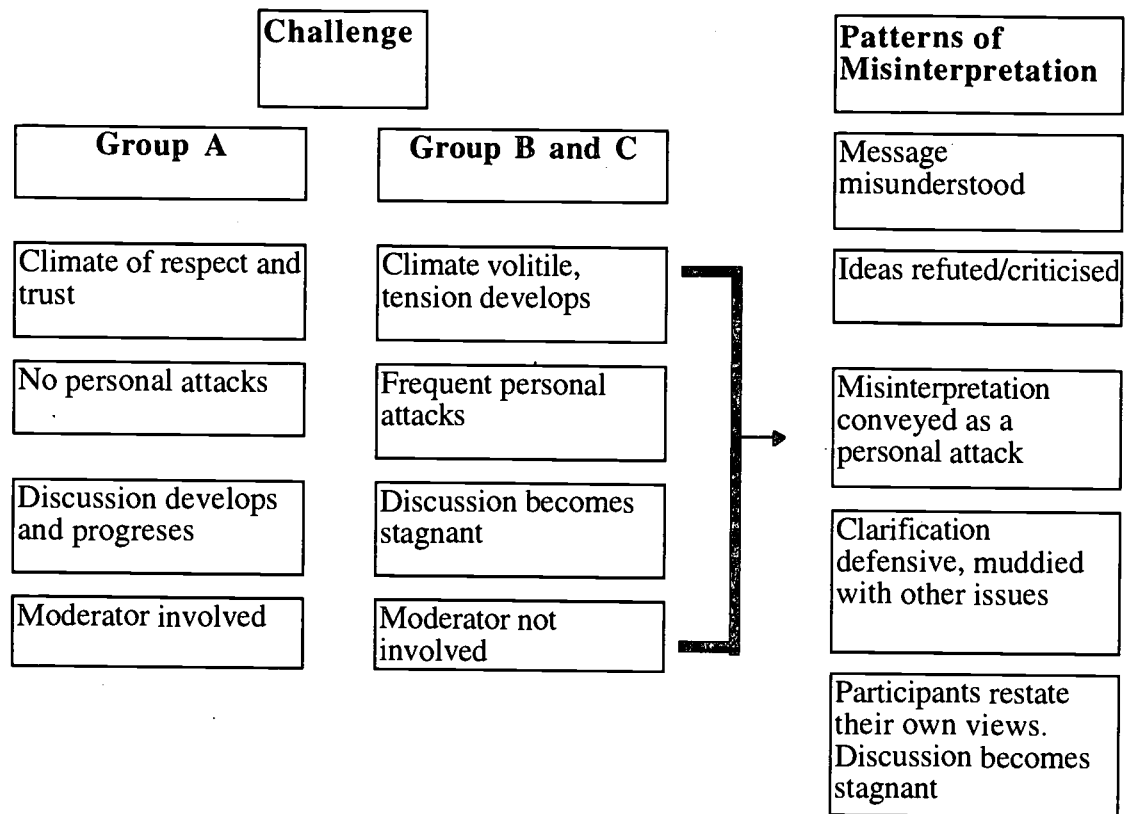 Challenge
Group A
Climate of respect and
trust
No personal attacks
Discussion develops
and progreses
Moderator involved
Group B and C
Climate volitile,
tension develops
Frequent personal
attacks
Discussion becomes
stagnant
Moderator not
involved
Patterns of
Misinterpretation
Message
misunderstood
Ideas refuted/criticised
Misinterpretation
conveyed as a
personal attack
Clarification
defensive, muddied
with other issues
Participants restate
their own views.
Discussion becomes
stagnant